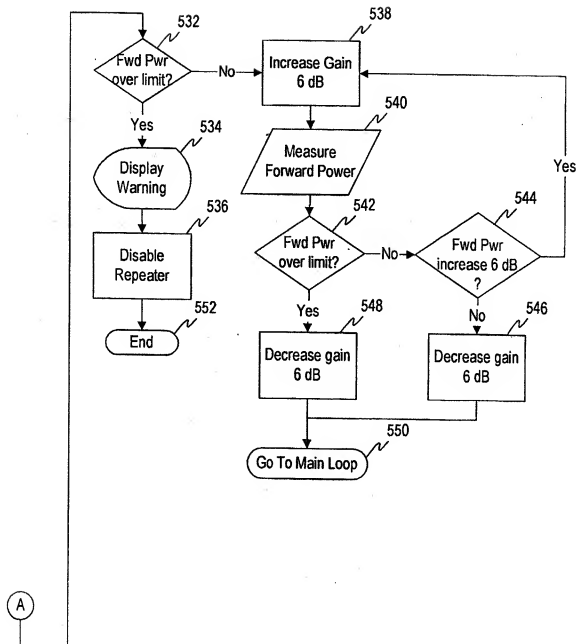 532
Fwd Pwr
over limit?
No
538
Increase Gain
6 dB
Yes
534
Display
Warning
536
Disable
Repeater
552
End
540
Measure
Forward Power
542
Fwd Pwr
over limit?
No
544
Fwd Pwr
increase 6 dB
?
Yes
Yes
548
Decrease gain
6 dB
No
546
Decrease gain
6 dB
550
Go To Main Loop
A